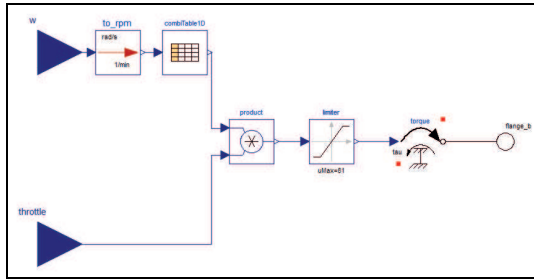 w
to_rpm
combiTable1D
rad/s
1/min
product
limiter
torque
flange_b
tau
uMax=81
throttle